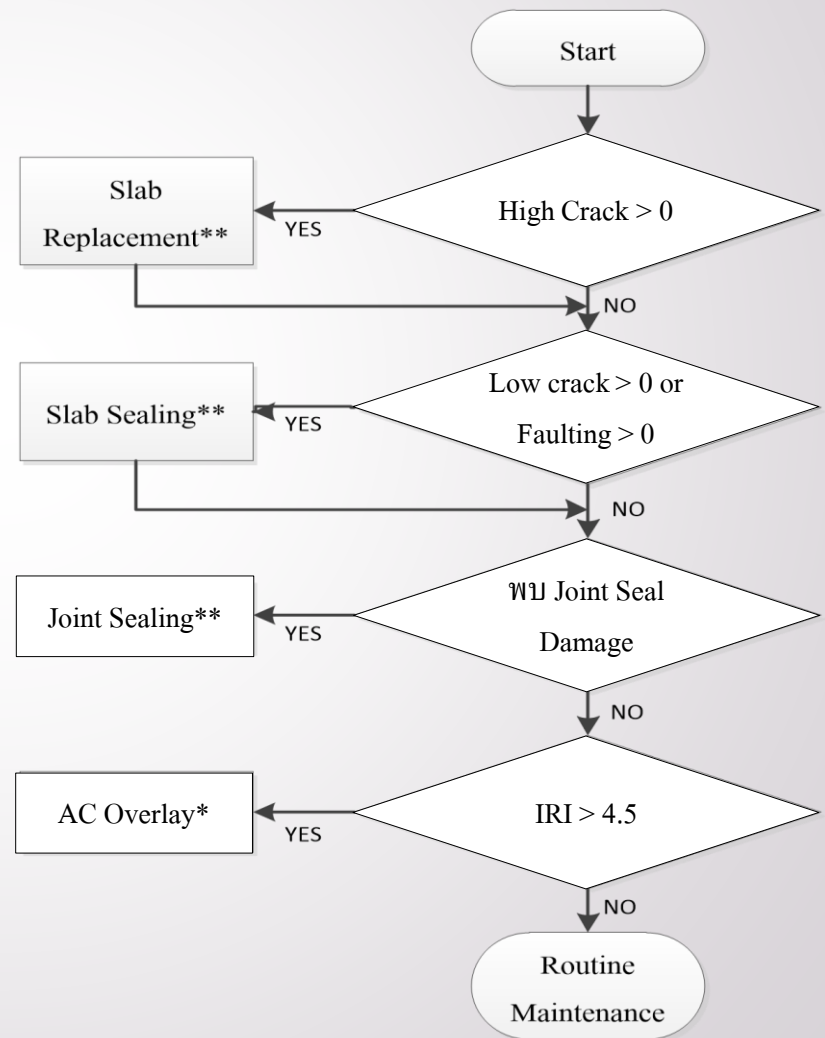 Start
High Crack > 0
YES
Slab
Replacement**
NO
Low crack > 0 or
Faulting > 0
YES
Slab Sealing**
NO
พบ Joint Seal
Damage
YES
Joint Sealing**
NO
IRI > 4.5
YES
AC Overlay*
NO
Routine
Maintenance